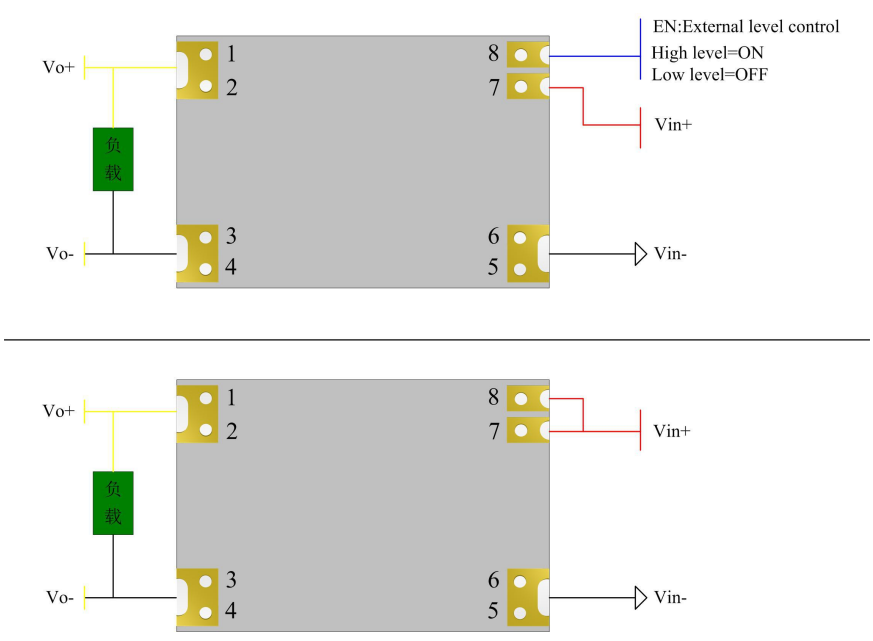 EN:External level control
High level=ON
Low level=OFF
Vo+
1
2
8
7
Vin+
负
载
3
4
6
5
Vo-
Vin-
Vo+
1
2
8
7
Vin+
负
载
3
4
6
5
Vo-
Vin-